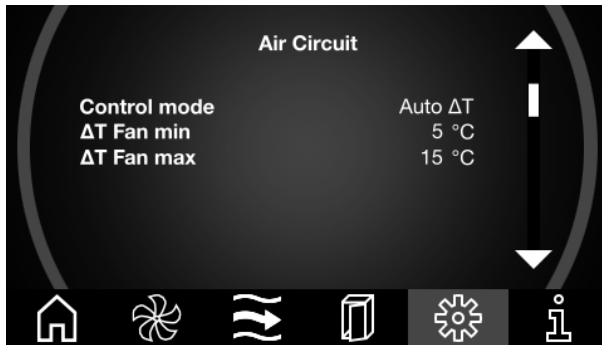 Air Circuit
Control mode Auto ΔT
ΔT Fan min 5 °C
ΔT Fan max 15 °C